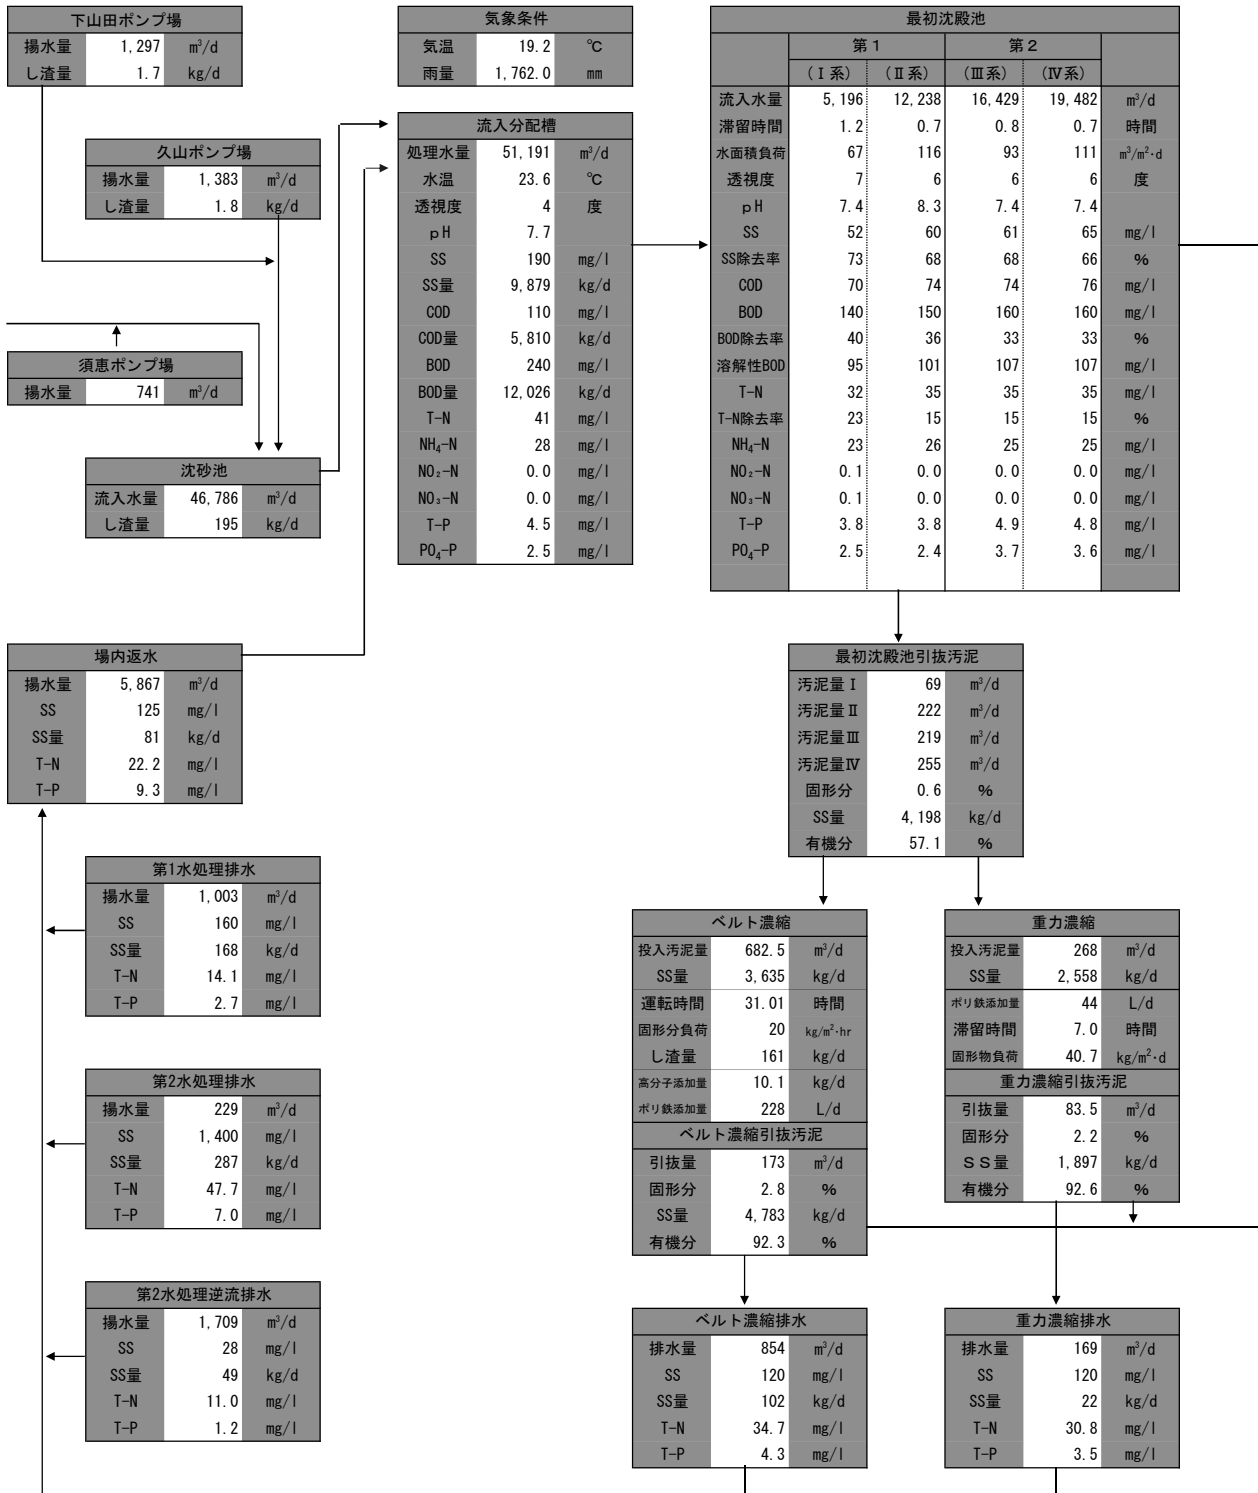 下山田ポンプ場
揚水量 1,297 m³/d
し渣量 1.7 kg/d
気象条件
気温 19.2 ℃
雨量 1,762.0 mm
久山ポンプ場
揚水量 1,383 m³/d
し渣量 1.8 kg/d
須恵ポンプ場
揚水量 741 m³/d
沈砂池
流入水量 46,786 m³/d
し渣量 195 kg/d
流入分配槽
処理水量 51,191 m³/d
水温 23.6 ℃
透視度 4 度
pH 7.7
SS 190 mg/l
SS量 9,879 kg/d
COD 110 mg/l
COD量 5,810 kg/d
BOD 240 mg/l
BOD量 12,026 kg/d
T-N 41 mg/l
NH₄-N 28 mg/l
NO₂-N 0.0 mg/l
NO₃-N 0.0 mg/l
T-P 4.5 mg/l
PO₄-P 2.5 mg/l
最初沈殿池
第1 第2
(Ⅰ系) (Ⅱ系) (Ⅲ系) (Ⅳ系)
流入水量 5,196 12,238 16,429 19,482 m³/d
滞留時間 1.2 0.7 0.8 0.7 時間
水面積負荷 67 116 93 111 m³/m²・d
透視度 7 6 6 6 度
pH 7.4 8.3 7.4 7.4
SS 52 60 61 65 mg/l
SS除去率 73 68 68 66 %
COD 70 74 74 76 mg/l
BOD 140 150 160 160 mg/l
BOD除去率 40 36 33 33 %
溶解性BOD 95 101 107 107 mg/l
T-N 32 35 35 35 mg/l
T-N除去率 23 15 15 15 %
NH₄-N 23 26 25 25 mg/l
NO₂-N 0.1 0.0 0.0 0.0 mg/l
NO₃-N 0.1 0.0 0.0 0.0 mg/l
T-P 3.8 3.8 4.9 4.8 mg/l
PO₄-P 2.5 2.4 3.7 3.6 mg/l
場内返水
揚水量 5,867 m³/d
SS 125 mg/l
SS量 81 kg/d
T-N 22.2 mg/l
T-P 9.3 mg/l
最初沈殿池引抜汚泥
汚泥量Ⅰ 69 m³/d
汚泥量Ⅱ 222 m³/d
汚泥量Ⅲ 219 m³/d
汚泥量Ⅳ 255 m³/d
固形分 0.6 %
SS量 4,198 kg/d
有機分 57.1 %
第1水処理排水
揚水量 1,003 m³/d
SS 160 mg/l
SS量 168 kg/d
T-N 14.1 mg/l
T-P 2.7 mg/l
第2水処理排水
揚水量 229 m³/d
SS 1,400 mg/l
SS量 287 kg/d
T-N 47.7 mg/l
T-P 7.0 mg/l
第2水処理逆流排水
揚水量 1,709 m³/d
SS 28 mg/l
SS量 49 kg/d
T-N 11.0 mg/l
T-P 1.2 mg/l
ベルト濃縮
投入汚泥量 682.5 m³/d
SS量 3,635 kg/d
運転時間 31.01 時間
固形分負荷 20 kg/m²・hr
し渣量 161 kg/d
高分子添加量 10.1 kg/d
ポリ鉄添加量 228 L/d
ベルト濃縮引抜汚泥
引抜量 173 m³/d
固形分 2.8 %
SS量 4,783 kg/d
有機分 92.3 %
重力濃縮
投入汚泥量 268 m³/d
SS量 2,558 kg/d
ポリ鉄添加量 44 L/d
滞留時間 7.0 時間
固形物負荷 40.7 kg/m²・d
重力濃縮引抜汚泥
引抜量 83.5 m³/d
固形分 2.2 %
ＳＳ量 1,897 kg/d
有機分 92.6 %
ベルト濃縮排水
排水量 854 m³/d
SS 120 mg/l
SS量 102 kg/d
T-N 34.7 mg/l
T-P 4.3 mg/l
重力濃縮排水
排水量 169 m³/d
SS 120 mg/l
SS量 22 kg/d
T-N 30.8 mg/l
T-P 3.5 mg/l